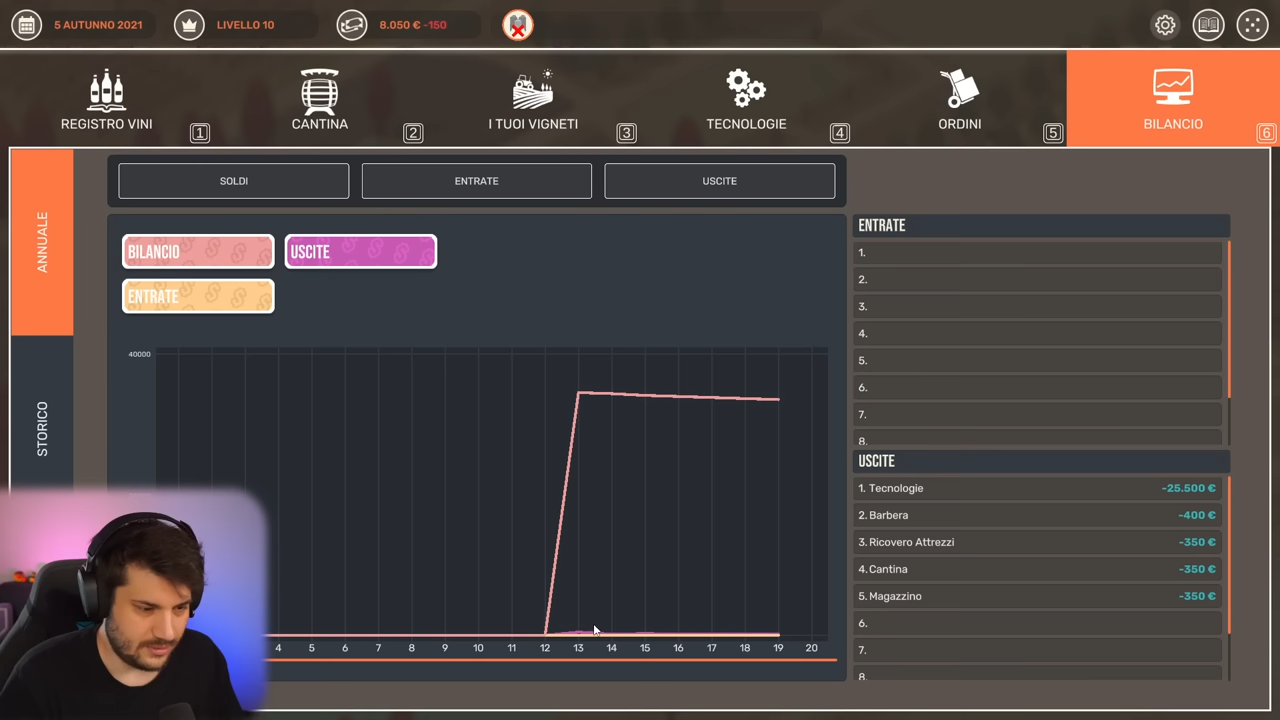 5 AUTUNNO 2021
LIVELLO 10
8.050 € -150
REGISTRO VINI
1
CANTINA
2
I TUOI VIGNETI
3
TECNOLOGIE
4
ORDINI
5
BILANCIO
6
ANNUALE
STORICO
SOLDI
ENTRATE
USCITE
BILANCIO
USCITE
ENTRATE
40000
4 5 6 7 8 9 10 11 12 13 14 15 16 17 18 19 20
ENTRATE
1.
2.
3.
4.
5.
6.
7.
8.
USCITE
1. Tecnologie -25.500 €
2. Barbera -400 €
3. Ricovero Attrezzi -350 €
4. Cantina -350 €
5. Magazzino -350 €
6.
7.
8.